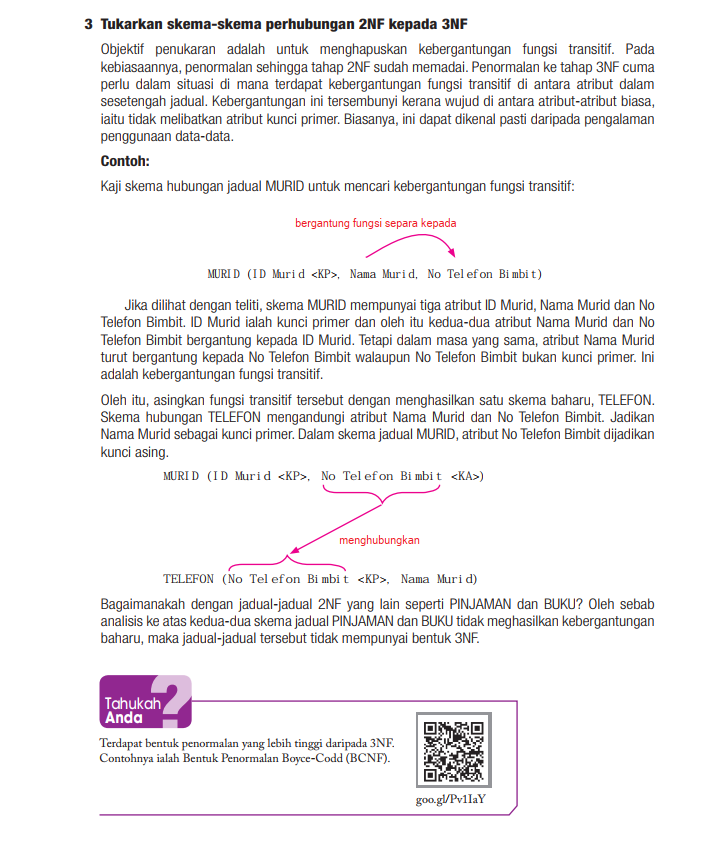 3 Tukarkan skema-skema perhubungan 2NF kepada 3NF
Objektif penukaran adalah untuk menghapuskan kebergantungan fungsi transitif. Pada
kebiasaannya, penormalan sehingga tahap 2NF sudah memadai. Penormalan ke tahap 3NF cuma
perlu dalam situasi di mana terdapat kebergantungan fungsi transitif di antara atribut dalam
sesetengah jadual. Kebergantungan ini tersembunyi kerana wujud di antara atribut-atribut biasa,
iaitu tidak melibatkan atribut kunci primer. Biasanya, ini dapat dikenal pasti daripada pengalaman
penggunaan data-data.
Contoh:
Kaji skema hubungan jadual MURID untuk mencari kebergantungan fungsi transitif:
bergantung fungsi separa kepada
MURID (ID Murid <KP>, Nama Murid, No Telefon Bimbit)
Jika dilihat dengan teliti, skema MURID mempunyai tiga atribut ID Murid, Nama Murid dan No
Telefon Bimbit. ID Murid ialah kunci primer dan oleh itu kedua-dua atribut Nama Murid dan No
Telefon Bimbit bergantung kepada ID Murid. Tetapi dalam masa yang sama, atribut Nama Murid
turut bergantung kepada No Telefon Bimbit walaupun No Telefon Bimbit bukan kunci primer. Ini
adalah kebergantungan fungsi transitif.
Oleh itu, asingkan fungsi transitif tersebut dengan menghasilkan satu skema baharu, TELEFON.
Skema hubungan TELEFON mengandungi atribut Nama Murid dan No Telefon Bimbit. Jadikan
Nama Murid sebagai kunci primer. Dalam skema jadual MURID, atribut No Telefon Bimbit dijadikan
kunci asing.
MURID (ID Murid <KP>, No Telefon Bimbit <KA>)
menghubungkan
TELEFON (No Telefon Bimbit <KP>, Nama Murid)
Bagaimanakah dengan jadual-jadual 2NF yang lain seperti PINJAMAN dan BUKU? Oleh sebab
analisis ke atas kedua-dua skema jadual PINJAMAN dan BUKU tidak meghasilkan kebergantungan
baharu, maka jadual-jadual tersebut tidak mempunyai bentuk 3NF.
Tahukah
Anda ?
Terdapat bentuk penormalan yang lebih tinggi daripada 3NF.
Contohnya ialah Bentuk Penormalan Boyce-Codd (BCNF).
goo.gl/Pv1IaY